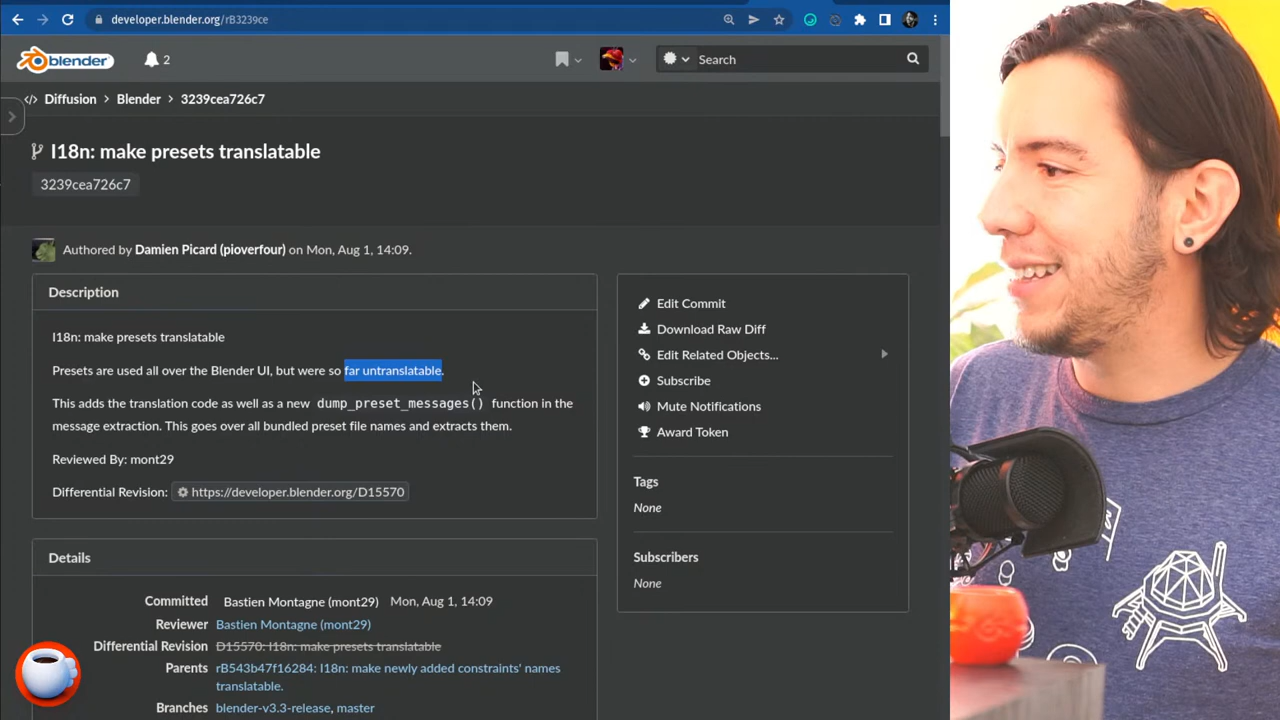 developer.blender.org/rB3239ce
blender
2
Search
Diffusion > Blender > 3239cea726c7
I18n: make presets translatable
3239cea726c7
Authored by Damien Picard (pioverfour) on Mon, Aug 1, 14:09.
Description
I18n: make presets translatable
Presets are used all over the Blender UI, but were so far untranslatable.
This adds the translation code as well as a new dump_preset_messages() function in the
message extraction. This goes over all bundled preset file names and extracts them.
Reviewed By: mont29
Differential Revision: https://developer.blender.org/D15570
Edit Commit
Download Raw Diff
Edit Related Objects...
Subscribe
Mute Notifications
Award Token
Tags
None
Subscribers
None
Details
Committed Bastien Montagne (mont29) Mon, Aug 1, 14:09
Reviewer Bastien Montagne (mont29)
Differential Revision D15570: I18n: make presets translatable
Parents rB543b47f16284: I18n: make newly added constraints' names
translatable.
Branches blender-v3.3-release, master